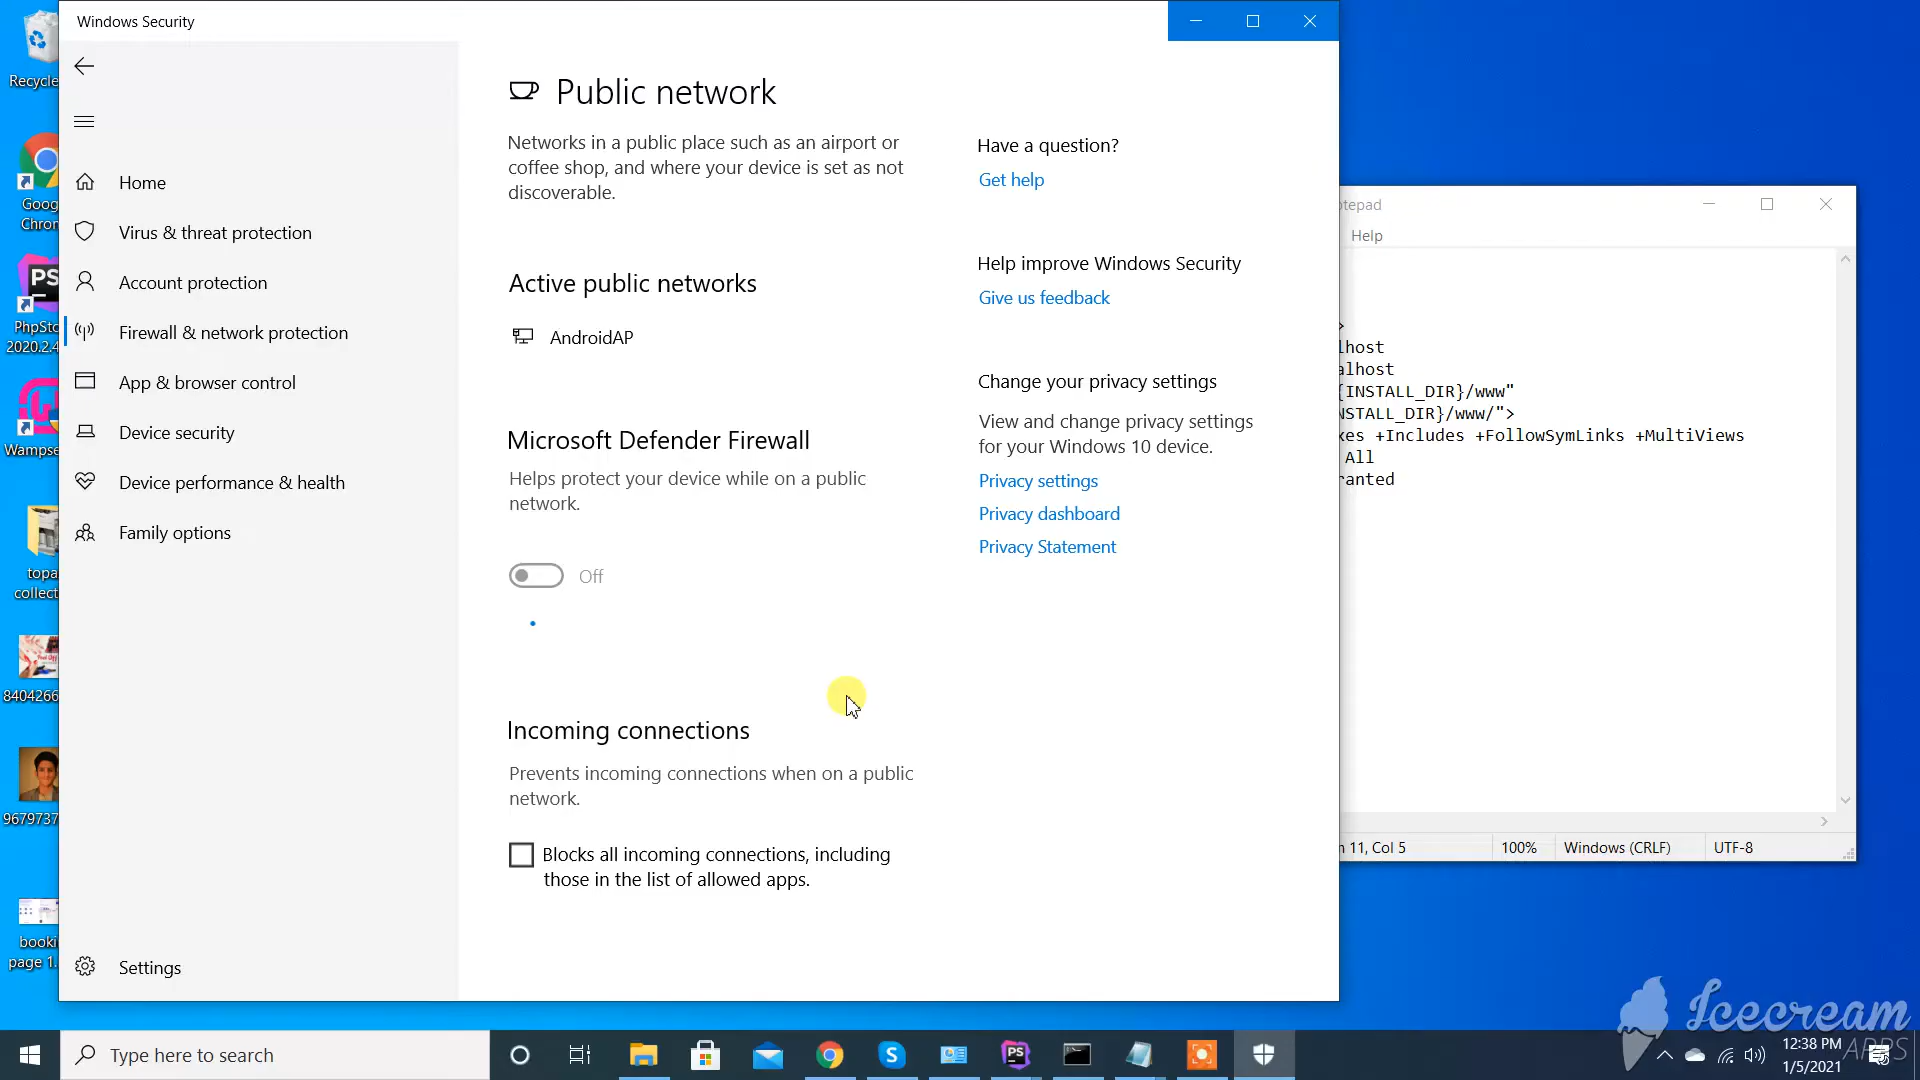 Windows Security
Public network
Networks in a public place such as an airport or
coffee shop, and where your device is set as not
discoverable.
Active public networks
AndroidAP
Microsoft Defender Firewall
Helps protect your device while on a public
network.
Off
Incoming connections
Prevents incoming connections when on a public
network.
Blocks all incoming connections, including
those in the list of allowed apps.
Home
Virus & threat protection
Account protection
Firewall & network protection
App & browser control
Device security
Device performance & health
Family options
Settings
Have a question?
Get help
Help improve Windows Security
Give us feedback
Change your privacy settings
View and change privacy settings
for your Windows 10 device.
Privacy settings
Privacy dashboard
Privacy Statement
otepad
Help
>
lhost
alhost
{INSTALL_DIR}/www"
NSTALL_DIR}/www/">
xes +Includes +FollowSymLinks +MultiViews
All
ranted
n 11, Col 5
100%
Windows (CRLF)
UTF-8
Recycle
Goog
Chron
PS
PhpSto
2020.2.4
Wampse
topa
collect
8404266
9679737
booki
page 1.
Type here to search
PS
12:38 PM
1/5/2021
Icecream
APPS